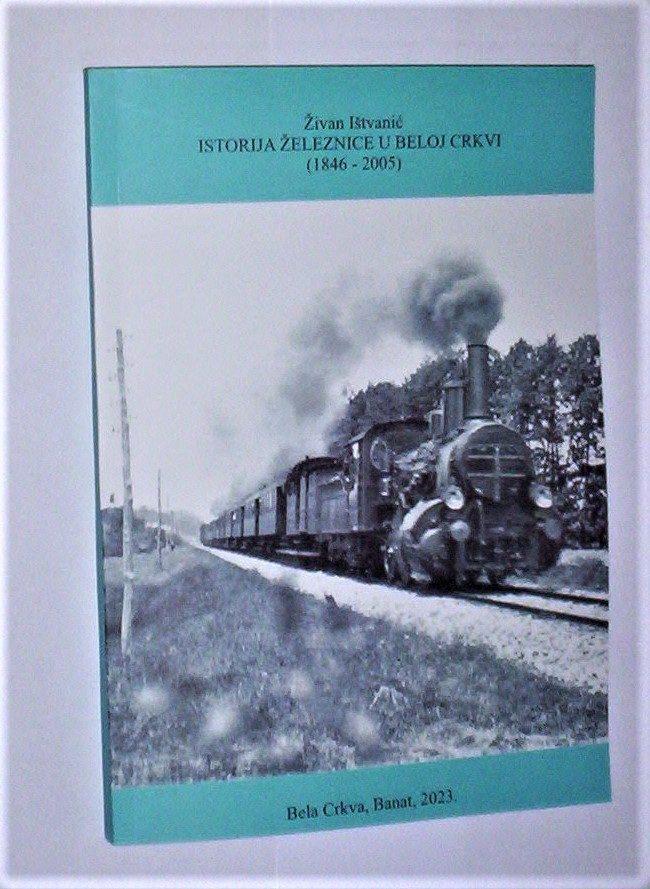 Živan Ištvanić
ISTORIJA ŽELEZNICE U BELOJ CRKVI
(1846 - 2005)
Bela Crkva, Banat, 2023.